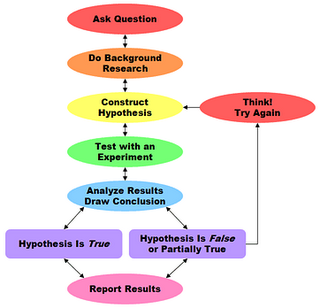 Ask Question
Do Background
Research
Construct
Hypothesis
Think!
Try Again
Test with an
Experiment
Analyze Results
Draw Conclusion
Hypothesis Is True
Hypothesis Is False
or Partially True
Report Results